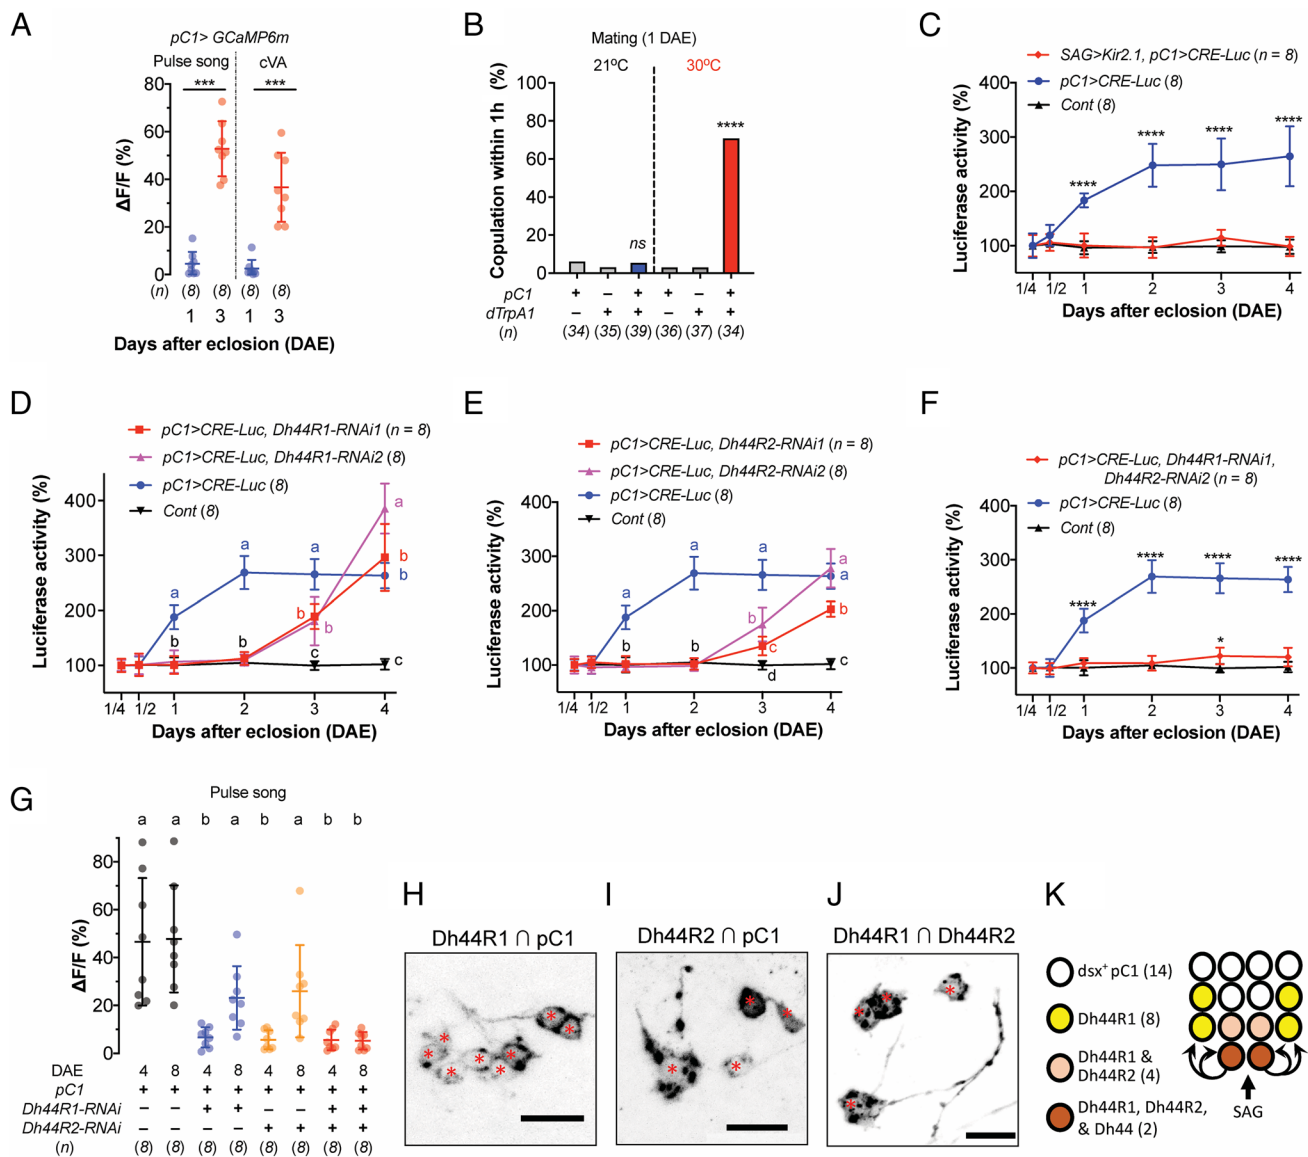 A
pC1> GCaMP6m
Pulse song
cVA
***
***
ΔF/F (%)
80
60
40
20
0
(n) (8) (8) (8) (8)
1 3 1 3
Days after eclosion (DAE)
B
Mating (1 DAE)
21ºC
30ºC
Copulation within 1h (%)
100
80
60
40
20
0
ns
****
pC1 + – + + – +
dTrpA1 – + + – + +
(n) (34) (35) (39) (36) (37) (34)
C
SAG>Kir2.1, pC1>CRE-Luc (n = 8)
pC1>CRE-Luc (8)
Cont (8)
Luciferase activity (%)
400
300
200
100
**** **** **** ****
1/4 1/2 1 2 3 4
Days after eclosion (DAE)
D
pC1>CRE-Luc, Dh44R1-RNAi1 (n = 8)
pC1>CRE-Luc, Dh44R1-RNAi2 (8)
pC1>CRE-Luc (8)
Cont (8)
Luciferase activity (%)
400
300
200
100
a a a a
b b b
b b b b
c c
1/4 1/2 1 2 3 4
Days after eclosion (DAE)
E
pC1>CRE-Luc, Dh44R2-RNAi1 (n = 8)
pC1>CRE-Luc, Dh44R2-RNAi2 (8)
pC1>CRE-Luc (8)
Cont (8)
Luciferase activity (%)
400
300
200
100
a a a a
a
b b b b
c c
d
1/4 1/2 1 2 3 4
Days after eclosion (DAE)
F
pC1>CRE-Luc, Dh44R1-RNAi1,
Dh44R2-RNAi2 (n = 8)
pC1>CRE-Luc (8)
Cont (8)
Luciferase activity (%)
400
300
200
100
**** **** **** ****
*
1/4 1/2 1 2 3 4
Days after eclosion (DAE)
G
Pulse song
a a b a b a b b
ΔF/F (%)
80
60
40
20
0
DAE 4 8 4 8 4 8 4 8
pC1 + + + + + + + +
Dh44R1-RNAi – – + + – – + +
Dh44R2-RNAi – – – – + + + +
(n) (8) (8) (8) (8) (8) (8) (8) (8)
H
Dh44R1 ∩ pC1
* * * * * * * *
I
Dh44R2 ∩ pC1
* * * *
J
Dh44R1 ∩ Dh44R2
* * * *
K
dsx⁺ pC1 (14)
Dh44R1 (8)
Dh44R1 &
Dh44R2 (4)
Dh44R1, Dh44R2,
& Dh44 (2)
SAG